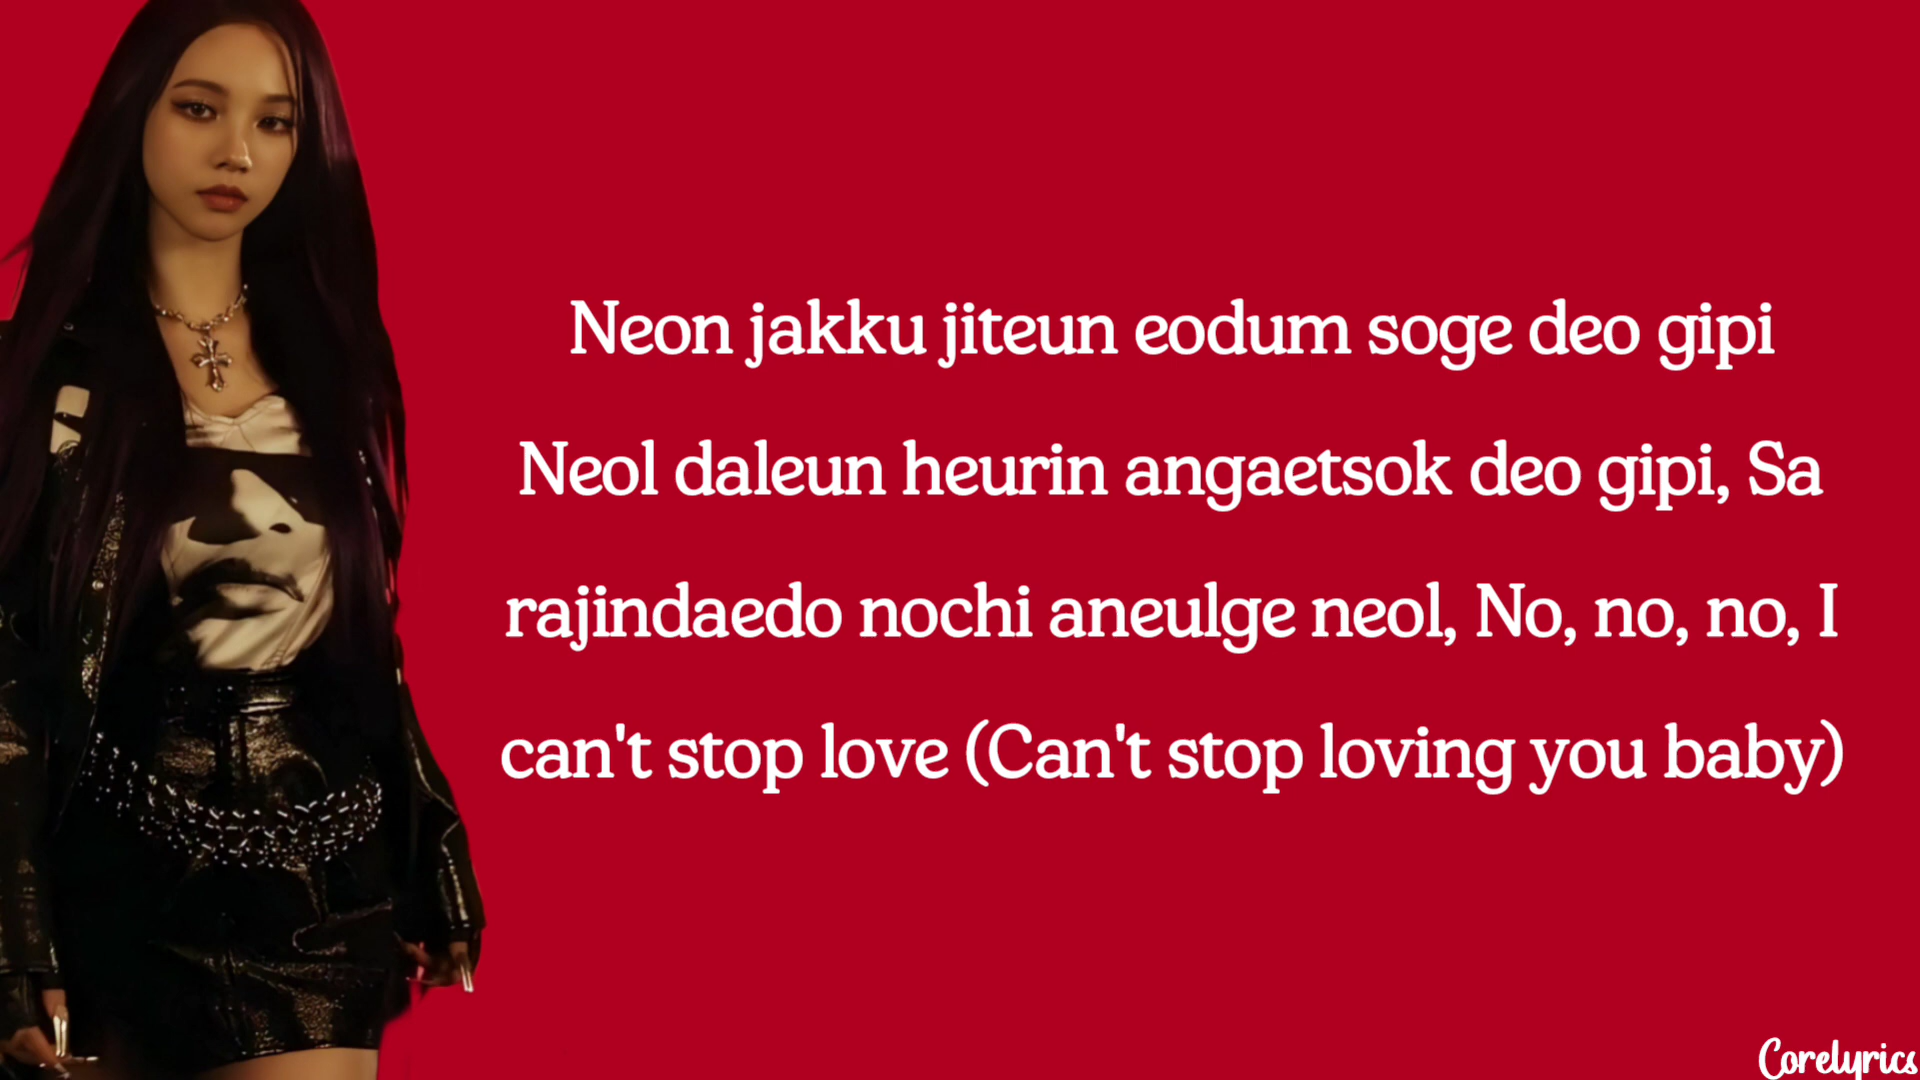 Neon jakku jiteun eodum soge deo gipi
Neol daleun heurin angaetsok deo gipi, Sa
rajindaedo nochi aneulge neol, No, no, no, I
can't stop love (Can't stop loving you baby)
Corelyrics